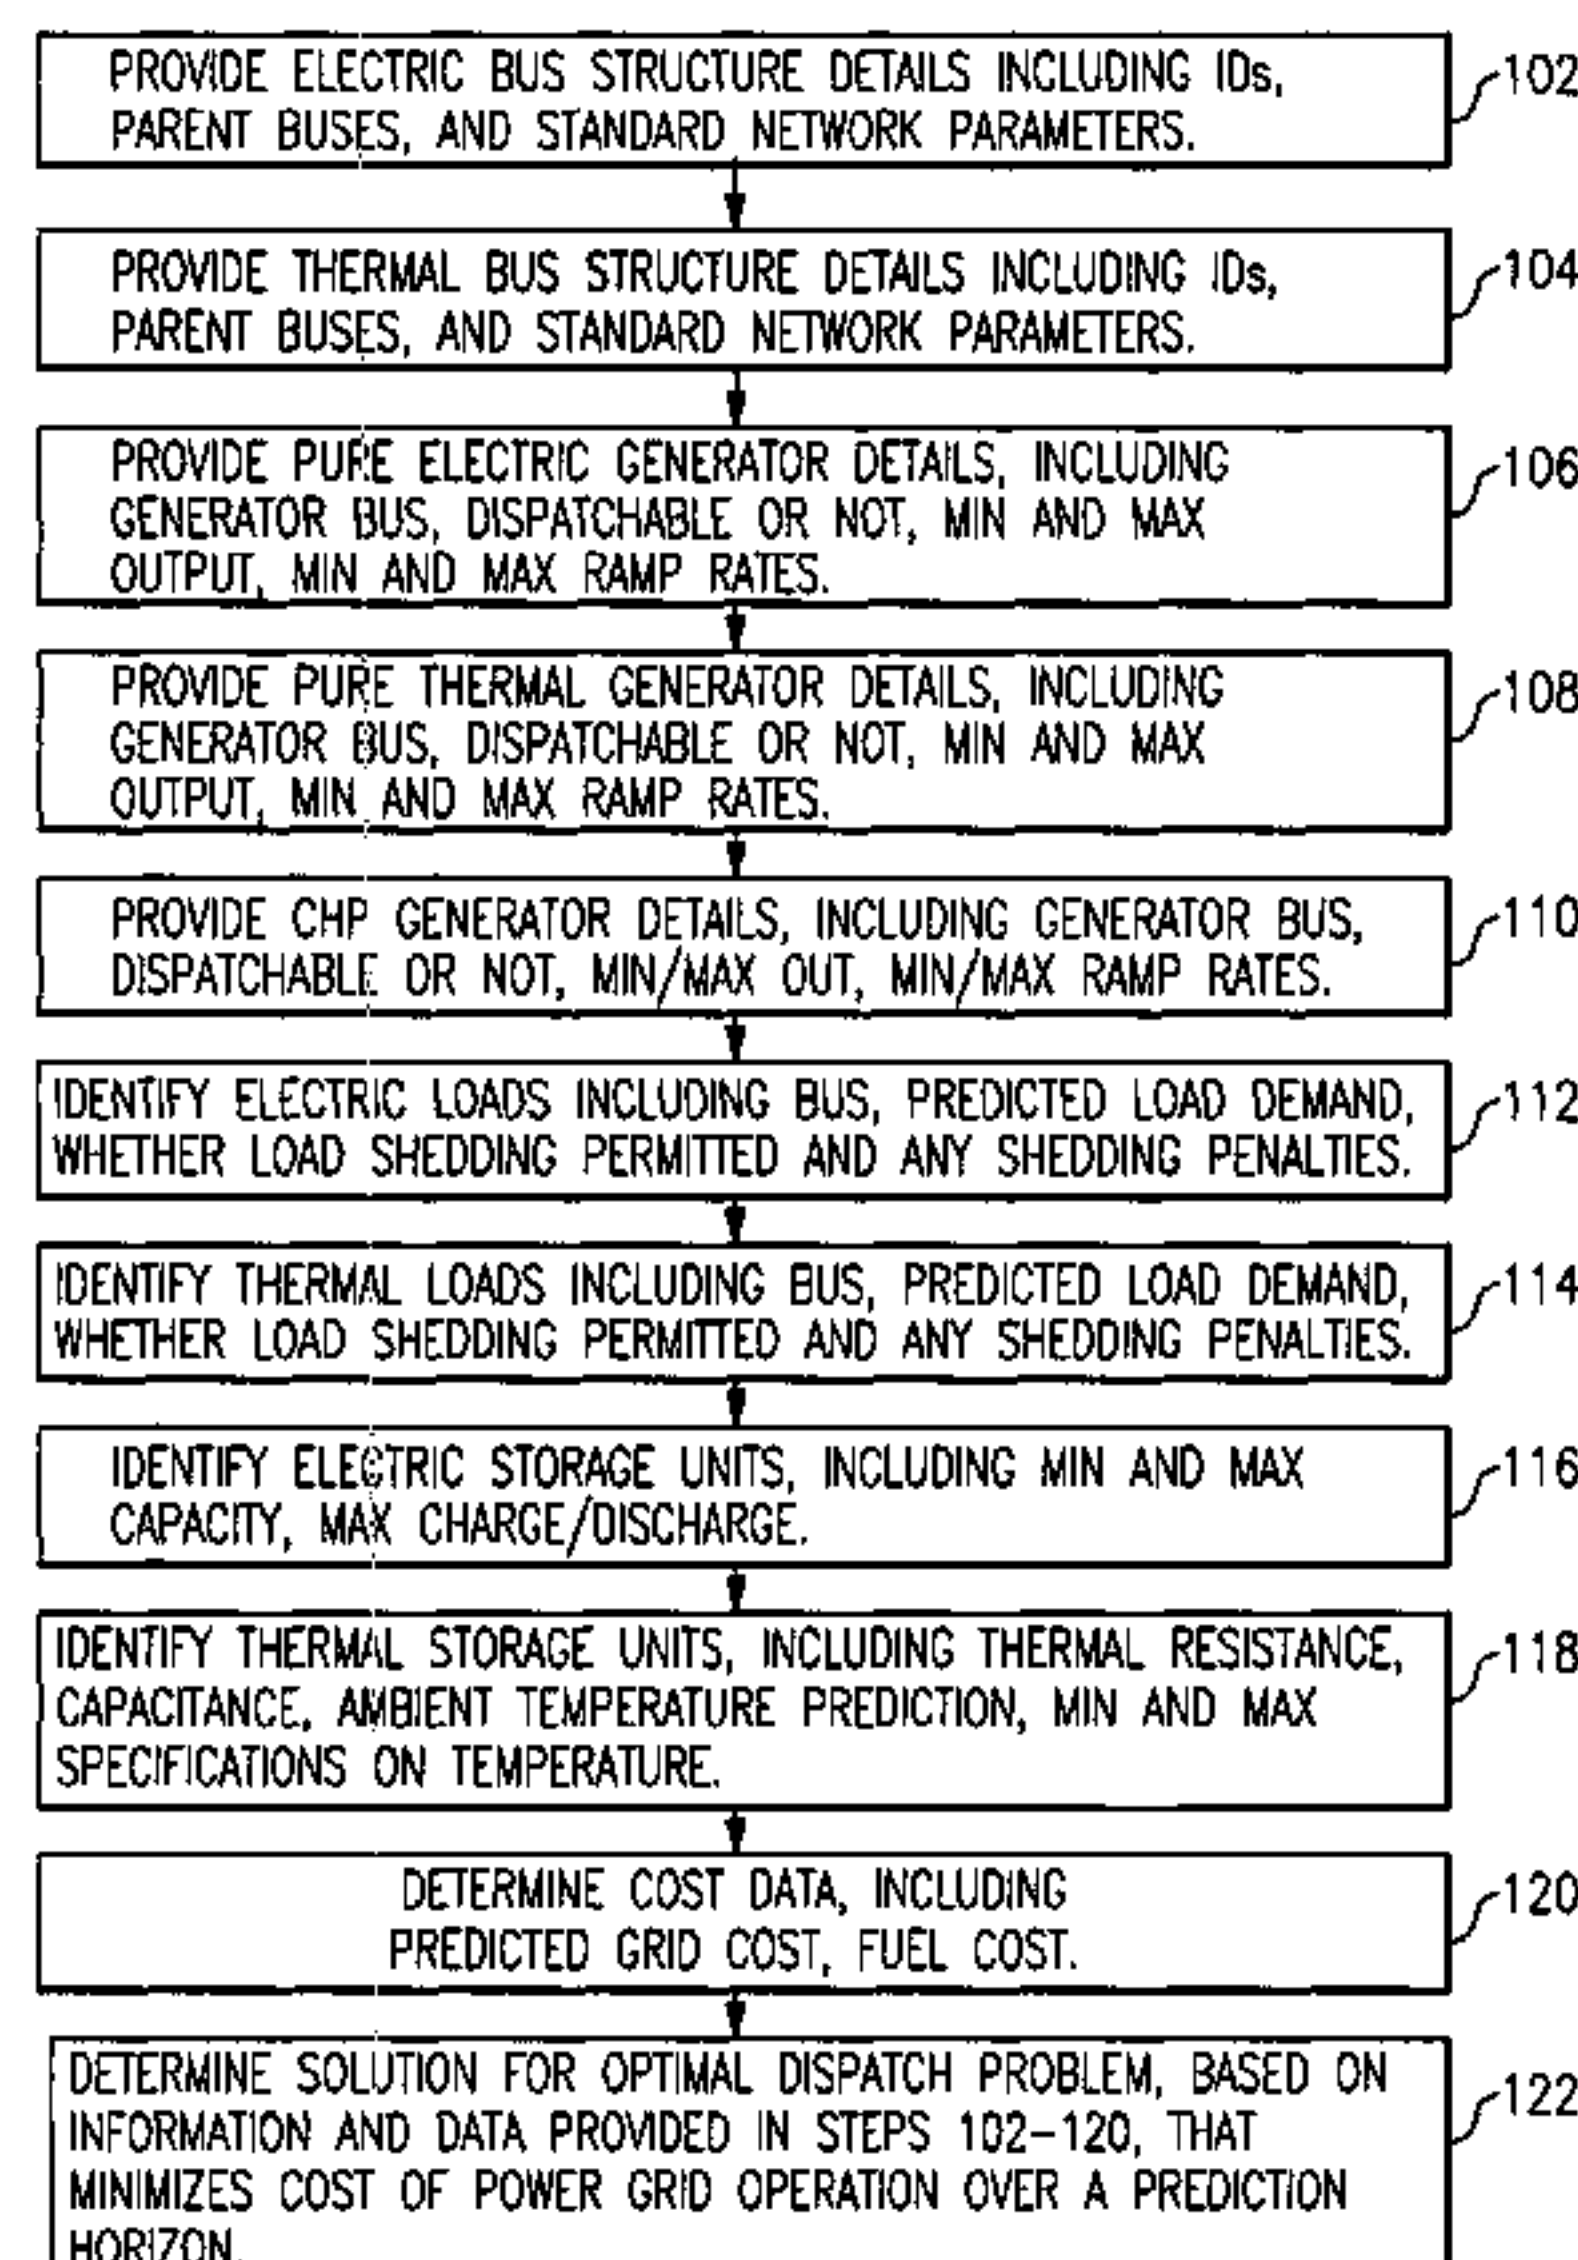 PROVIDE ELECTRIC BUS STRUCTURE DETAILS INCLUDING IDs,
PARENT BUSES, AND STANDARD NETWORK PARAMETERS.
102
PROVIDE THERMAL BUS STRUCTURE DETAILS INCLUDING IDs,
PARENT BUSES, AND STANDARD NETWORK PARAMETERS.
104
PROVIDE PURE ELECTRIC GENERATOR DETAILS, INCLUDING
GENERATOR BUS, DISPATCHABLE OR NOT, MIN AND MAX
OUTPUT, MIN AND MAX RAMP RATES.
106
PROVIDE PURE THERMAL GENERATOR DETAILS, INCLUDING
GENERATOR BUS, DISPATCHABLE OR NOT, MIN AND MAX
OUTPUT, MIN AND MAX RAMP RATES.
108
PROVIDE CHP GENERATOR DETAILS, INCLUDING GENERATOR BUS,
DISPATCHABLE OR NOT, MIN/MAX OUT, MIN/MAX RAMP RATES.
110
IDENTIFY ELECTRIC LOADS INCLUDING BUS, PREDICTED LOAD DEMAND,
WHETHER LOAD SHEDDING PERMITTED AND ANY SHEDDING PENALTIES.
112
IDENTIFY THERMAL LOADS INCLUDING BUS, PREDICTED LOAD DEMAND,
WHETHER LOAD SHEDDING PERMITTED AND ANY SHEDDING PENALTIES.
114
IDENTIFY ELECTRIC STORAGE UNITS, INCLUDING MIN AND MAX
CAPACITY, MAX CHARGE/DISCHARGE.
116
IDENTIFY THERMAL STORAGE UNITS, INCLUDING THERMAL RESISTANCE,
CAPACITANCE, AMBIENT TEMPERATURE PREDICTION, MIN AND MAX
SPECIFICATIONS ON TEMPERATURE.
118
DETERMINE COST DATA, INCLUDING
PREDICTED GRID COST, FUEL COST.
120
DETERMINE SOLUTION FOR OPTIMAL DISPATCH PROBLEM, BASED ON
INFORMATION AND DATA PROVIDED IN STEPS 102-120, THAT
MINIMIZES COST OF POWER GRID OPERATION OVER A PREDICTION
HORIZON.
122